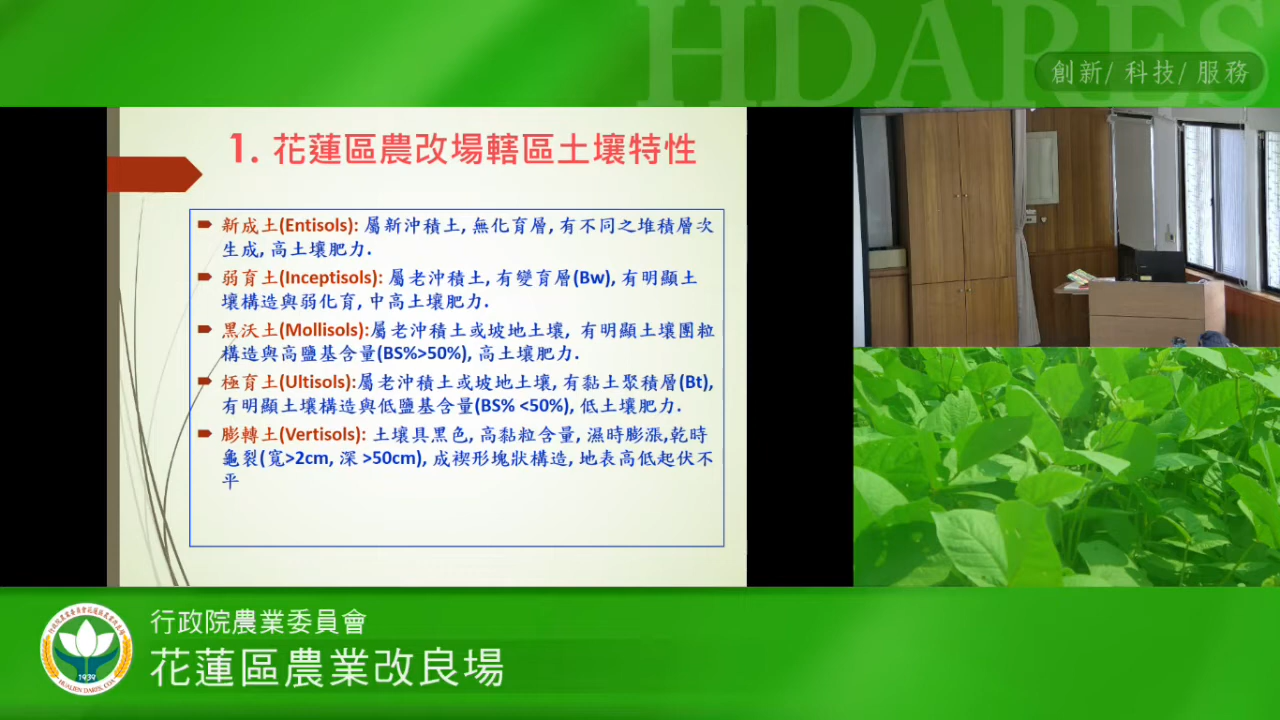 HDARES
創新/ 科技/ 服務
1. 花蓮區農改場轄區土壤特性
新成土(Entisols): 屬新沖積土, 無化育層, 有不同之堆積層次
生成, 高土壤肥力.
弱育土(Inceptisols): 屬老沖積土, 有變育層(Bw), 有明顯土
壤構造與弱化育, 中高土壤肥力.
黑沃土(Mollisols):屬老沖積土或坡地土壤, 有明顯土壤團粒
構造與高鹽基含量(BS%>50%), 高土壤肥力.
極育土(Ultisols):屬老沖積土或坡地土壤, 有黏土聚積層(Bt),
有明顯土壤構造與低鹽基含量(BS% <50%), 低土壤肥力.
膨轉土(Vertisols): 土壤具黑色, 高黏粒含量, 濕時膨漲,乾時
龜裂(寬>2cm, 深 >50cm), 成楔形塊狀構造, 地表高低起伏不
平
行政院農業委員會
花蓮區農業改良場
1939